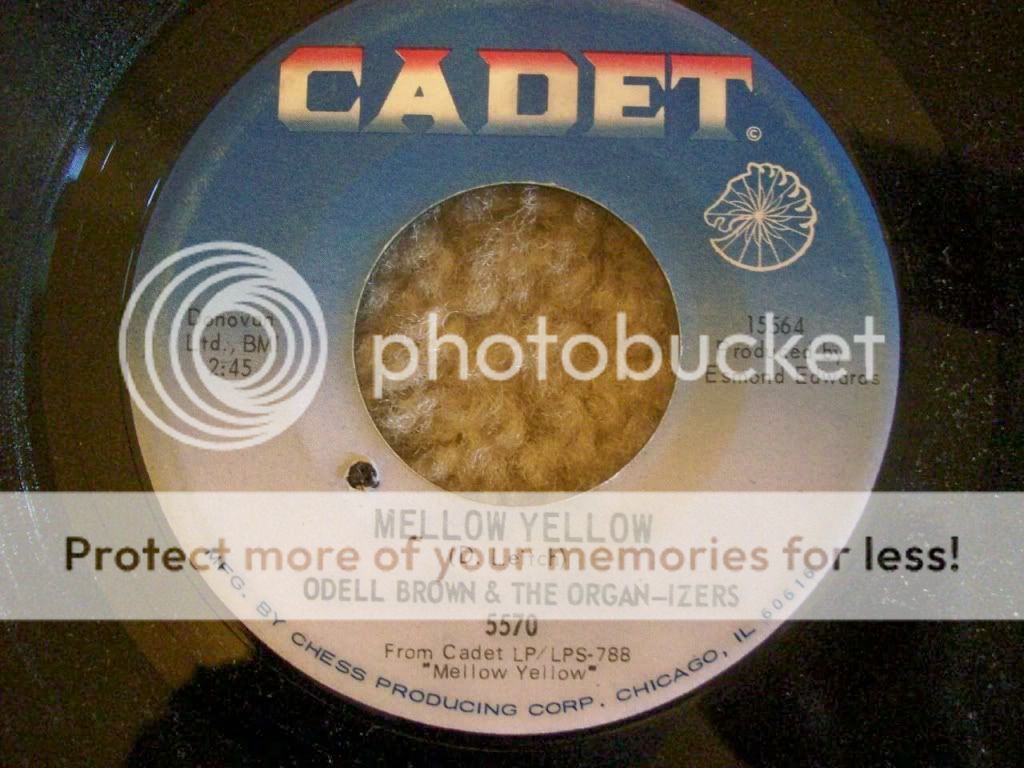 CADET
©
Donovan
Ltd., BM
2:45
15564
Produced by
Esmond Edwards
photobucket
MELLOW YELLOW
(D. Leitch)
Protect more of your memories for less!
ODELL BROWN & THE ORGAN-IZERS
5570
From Cadet LP/LPS-788
"Mellow Yellow"
MFG. BY CHESS PRODUCING CORP., CHICAGO, IL 60616